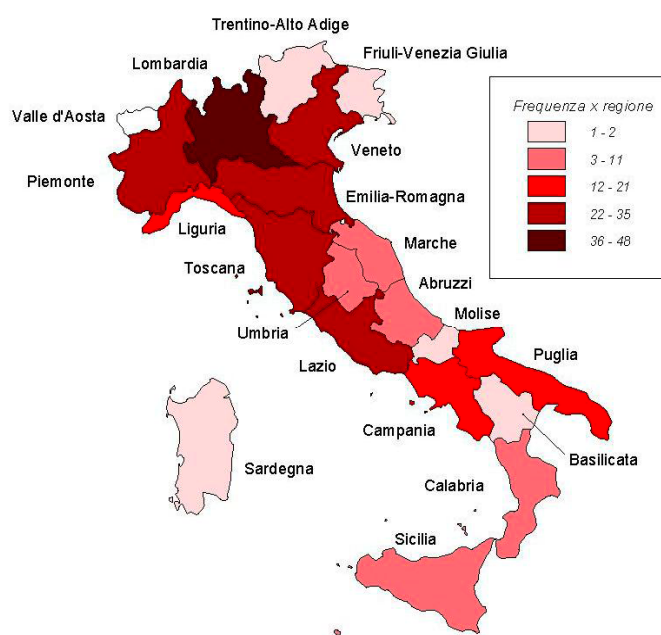 Trentino-Alto Adige
Friuli-Venezia Giulia
Lombardia
Valle d'Aosta
Veneto
Piemonte
Emilia-Romagna
Liguria
Marche
Toscana
Abruzzi
Umbria
Molise
Lazio
Puglia
Campania
Basilicata
Sardegna
Calabria
Sicilia
Frequenza x regione
1 - 2
3 - 11
12 - 21
22 - 35
36 - 48